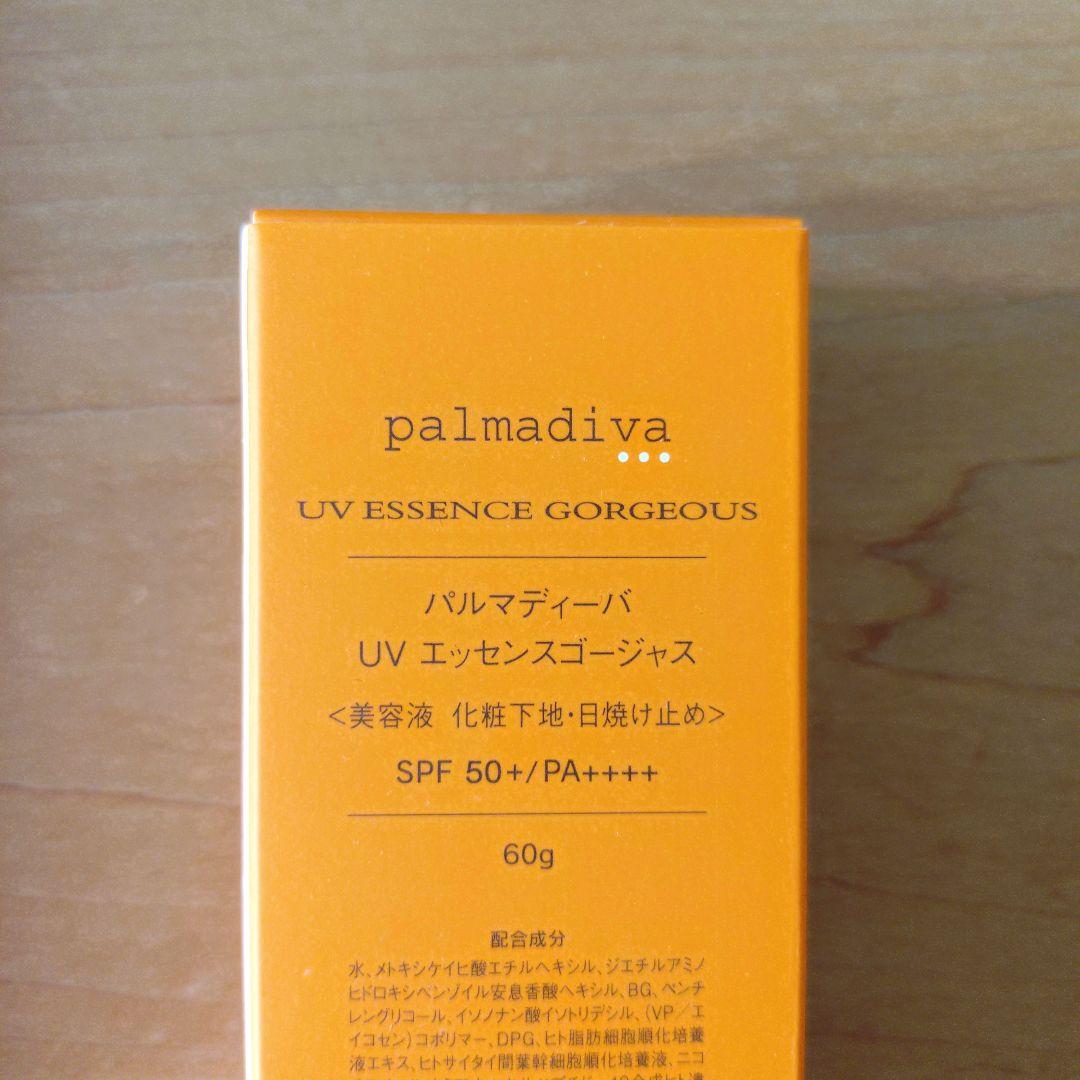 palmadiva
UV ESSENCE GORGEOUS
パルマディーバ
UV エッセンスゴージャス
<美容液 化粧下地・日焼け止め>
SPF 50+/PA++++
60g
配合成分
水、メトキシケイヒ酸エチルヘキシル、ジエチルアミノ
ヒドロキシベンゾイル安息香酸ヘキシル、BG、ペンチ
レングリコール、イソノナン酸イソトリデシル、(VP/エ
イコセン)コポリマー、DPG、ヒト脂肪細胞順化培養
液エキス、ヒトサイタイ間葉幹細胞順化培養液、ニコ